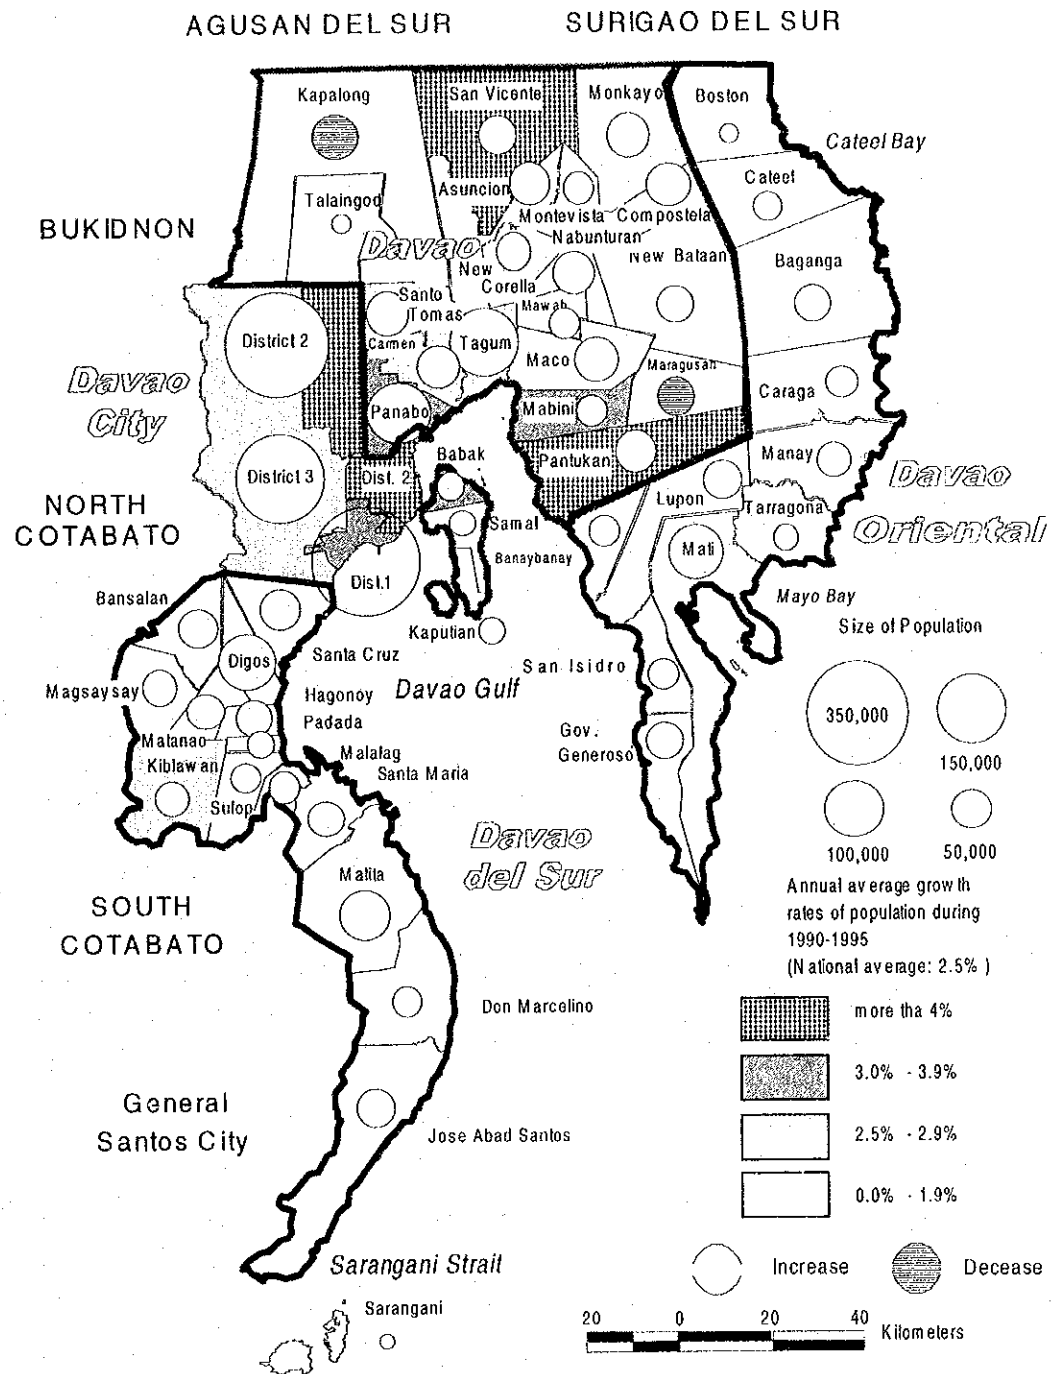 AGUSAN DEL SUR
SURIGAO DEL SUR
Kapalong
San Vicente
Monkayo
Boston
Cateel Bay
Asuncion
Cateel
Talaingod
Montevista
Compostela
BUKIDNON
Davao
Nabunturan
New Bataan
Baganga
New
Corella
Santo
Tomas
Mawab
District 2
Carmen
Tagum
Maco
Maragusan
Davao
City
Caraga
Panabo
Mabini
Babak
Pantukan
Manay
District 3
Dist. 2
Davao
Oriental
Lupon
Tarragona
NORTH
COTABATO
Samal
Mati
Banaybanay
Dist.1
Bansalan
Mayo Bay
Kaputian
Size of Population
Digos
Santa Cruz
San Isidro
Magsaysay
Davao Gulf
Hagonoy
Padada
350,000
150,000
Matanao
Gov.
Generoso
Malalag
Kiblawan
Santa Maria
Sulop
100,000
50,000
Davao
del Sur
Malita
Annual average growth
rates of population during
1990-1995
(National average: 2.5% )
SOUTH
COTABATO
Don Marcelino
more tha 4%
3.0% - 3.9%
General
Santos City
Jose Abad Santos
2.5% - 2.9%
0.0% - 1.9%
Sarangani Strait
Increase
Decease
Sarangani
20 0 20 40
Kilometers